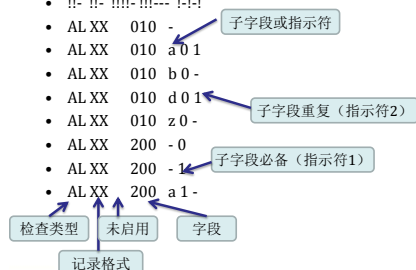 • !!- !!- !!!!- !!!--- !-!-!
• AL XX 010 -
子字段或指示符
• AL XX 010 a 0 1
• AL XX 010 b 0 -
• AL XX 010 d 0 1
子字段重复（指示符2）
• AL XX 010 z 0 -
• AL XX 200 - 0
• AL XX 200 - 1
子字段必备（指示符1）
• AL XX 200 a 1 -
检查类型 未启用 字段
记录格式